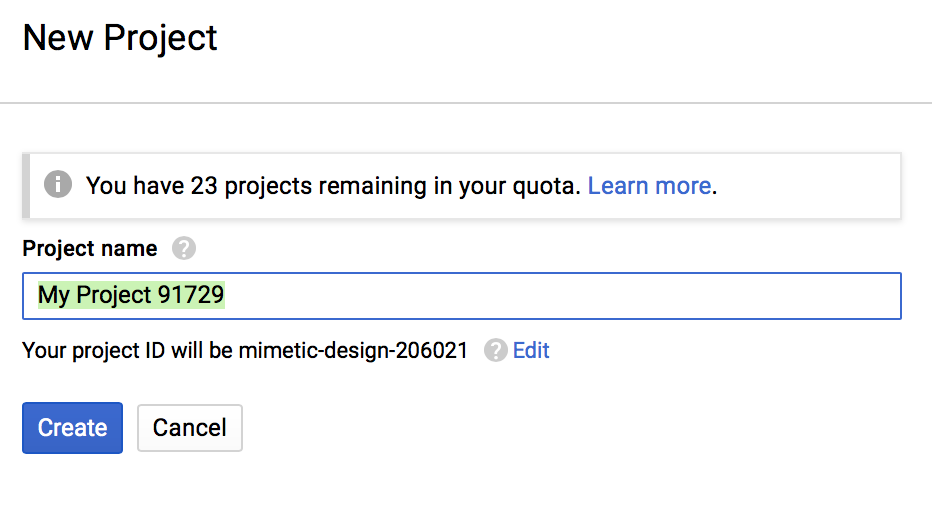 New Project
You have 23 projects remaining in your quota. Learn more.
Project name
My Project 91729
Your project ID will be mimetic-design-206021 Edit
Create Cancel